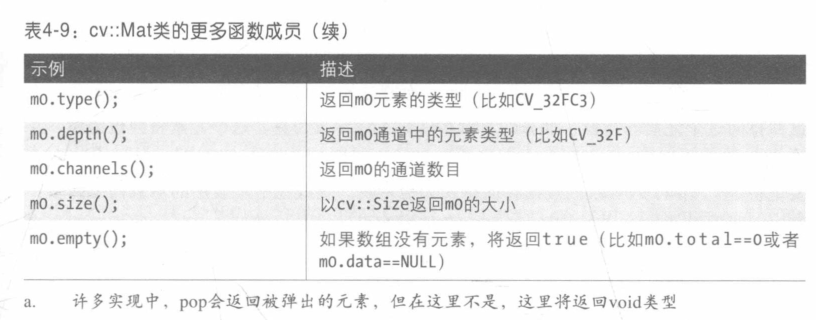 表4-9：cv::Mat类的更多函数成员（续）
示例 描述
m0.type(); 返回m0元素的类型（比如CV_32FC3）
m0.depth(); 返回m0通道中的元素类型（比如CV_32F）
m0.channels(); 返回m0的通道数目
m0.size(); 以cv::Size返回m0的大小
m0.empty(); 如果数组没有元素，将返回true（比如m0.total==0或者
m0.data==NULL）
a. 许多实现中，pop会返回被弹出的元素，但在这里不是，这里将返回void类型